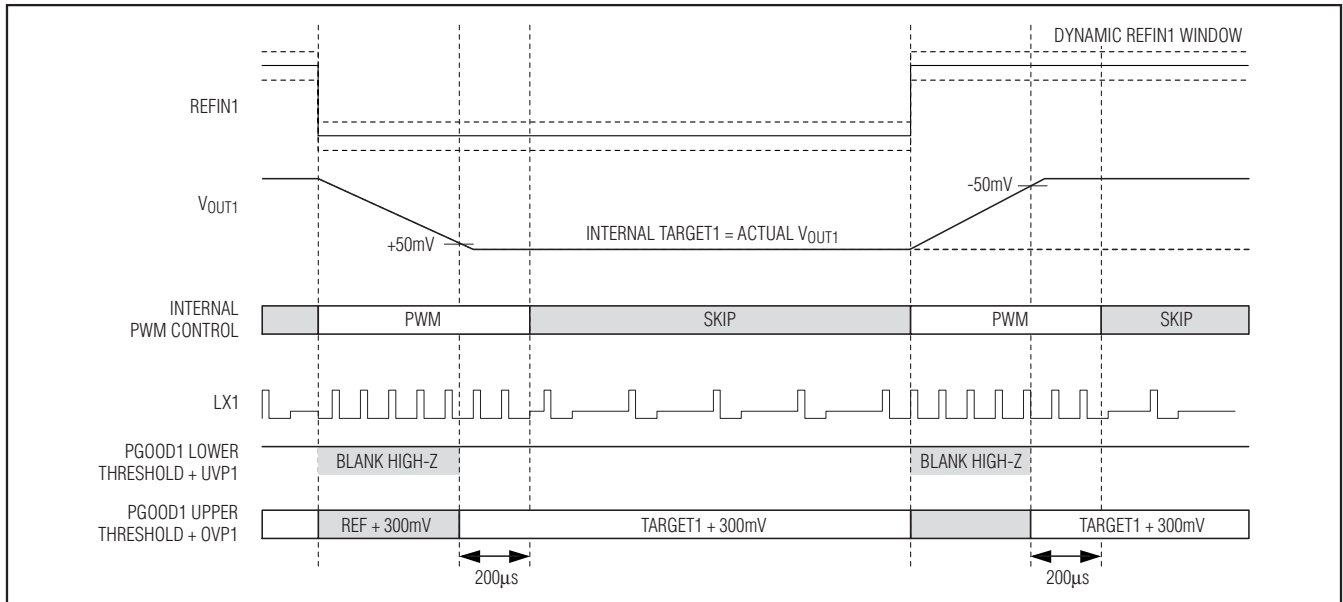 DYNAMIC REFIN1 WINDOW
REFIN1
-50mV
VOUT1
+50mV
INTERNAL TARGET1 = ACTUAL VOUT1
INTERNAL
PWM CONTROL
PWM
SKIP
PWM
SKIP
LX1
PGOOD1 LOWER
THRESHOLD + UVP1
BLANK HIGH-Z
BLANK HIGH-Z
PGOOD1 UPPER
THRESHOLD + OVP1
REF + 300mV
TARGET1 + 300mV
TARGET1 + 300mV
200μs
200μs